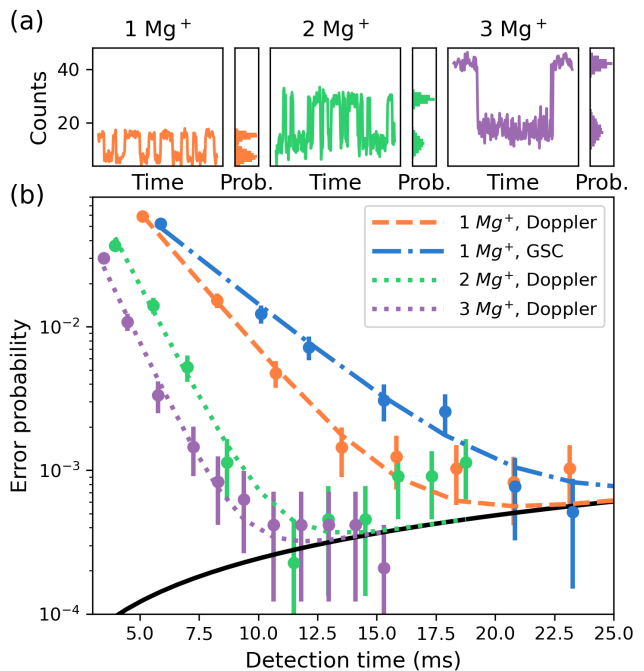 (a)
1 Mg⁺ 2 Mg⁺ 3 Mg⁺
Counts
40
20
Time Prob. Time Prob. Time Prob.
(b)
1 Mg⁺, Doppler
1 Mg⁺, GSC
2 Mg⁺, Doppler
3 Mg⁺, Doppler
Error probability
10⁻²
10⁻³
10⁻⁴
5.0 7.5 10.0 12.5 15.0 17.5 20.0 22.5 25.0
Detection time (ms)